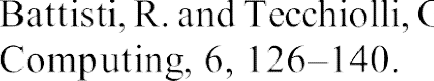 Battisti, R. and Tecchiolli, C
Computing, 6, 126–140.